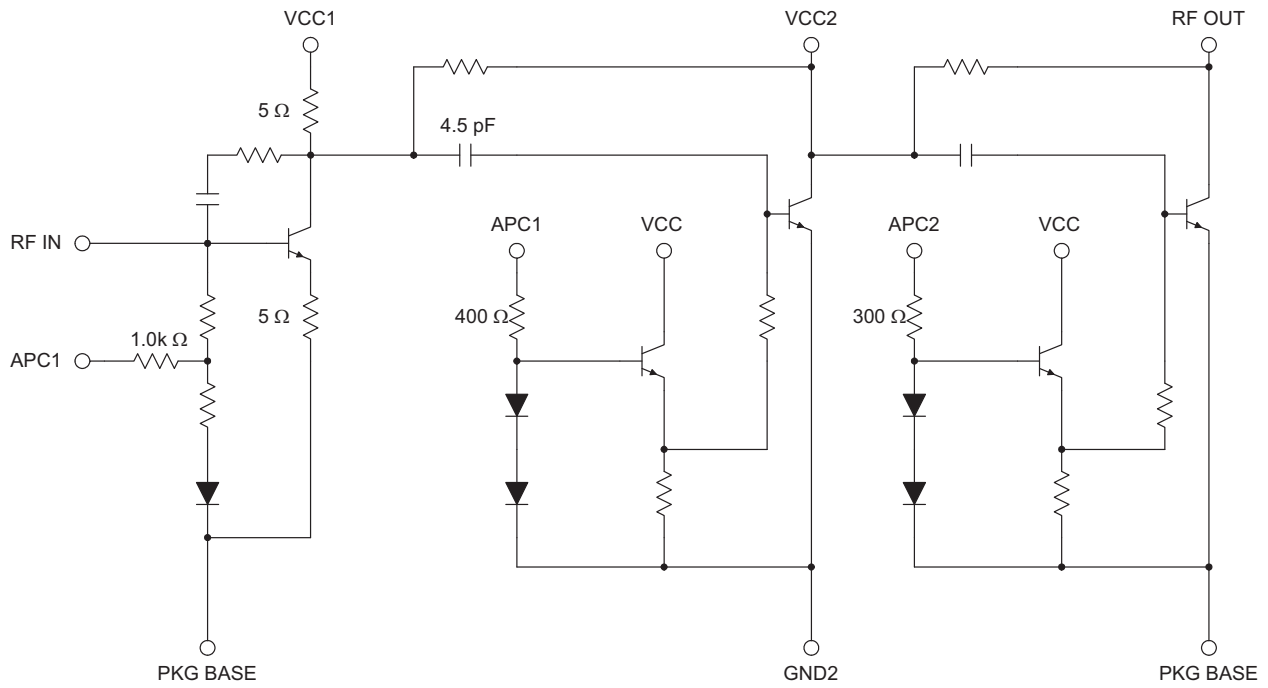 VCC1
VCC2
RF OUT
5 Ω
4.5 pF
APC1
VCC
APC2
VCC
RF IN
5 Ω
400 Ω
300 Ω
1.0k Ω
APC1
PKG BASE
GND2
PKG BASE